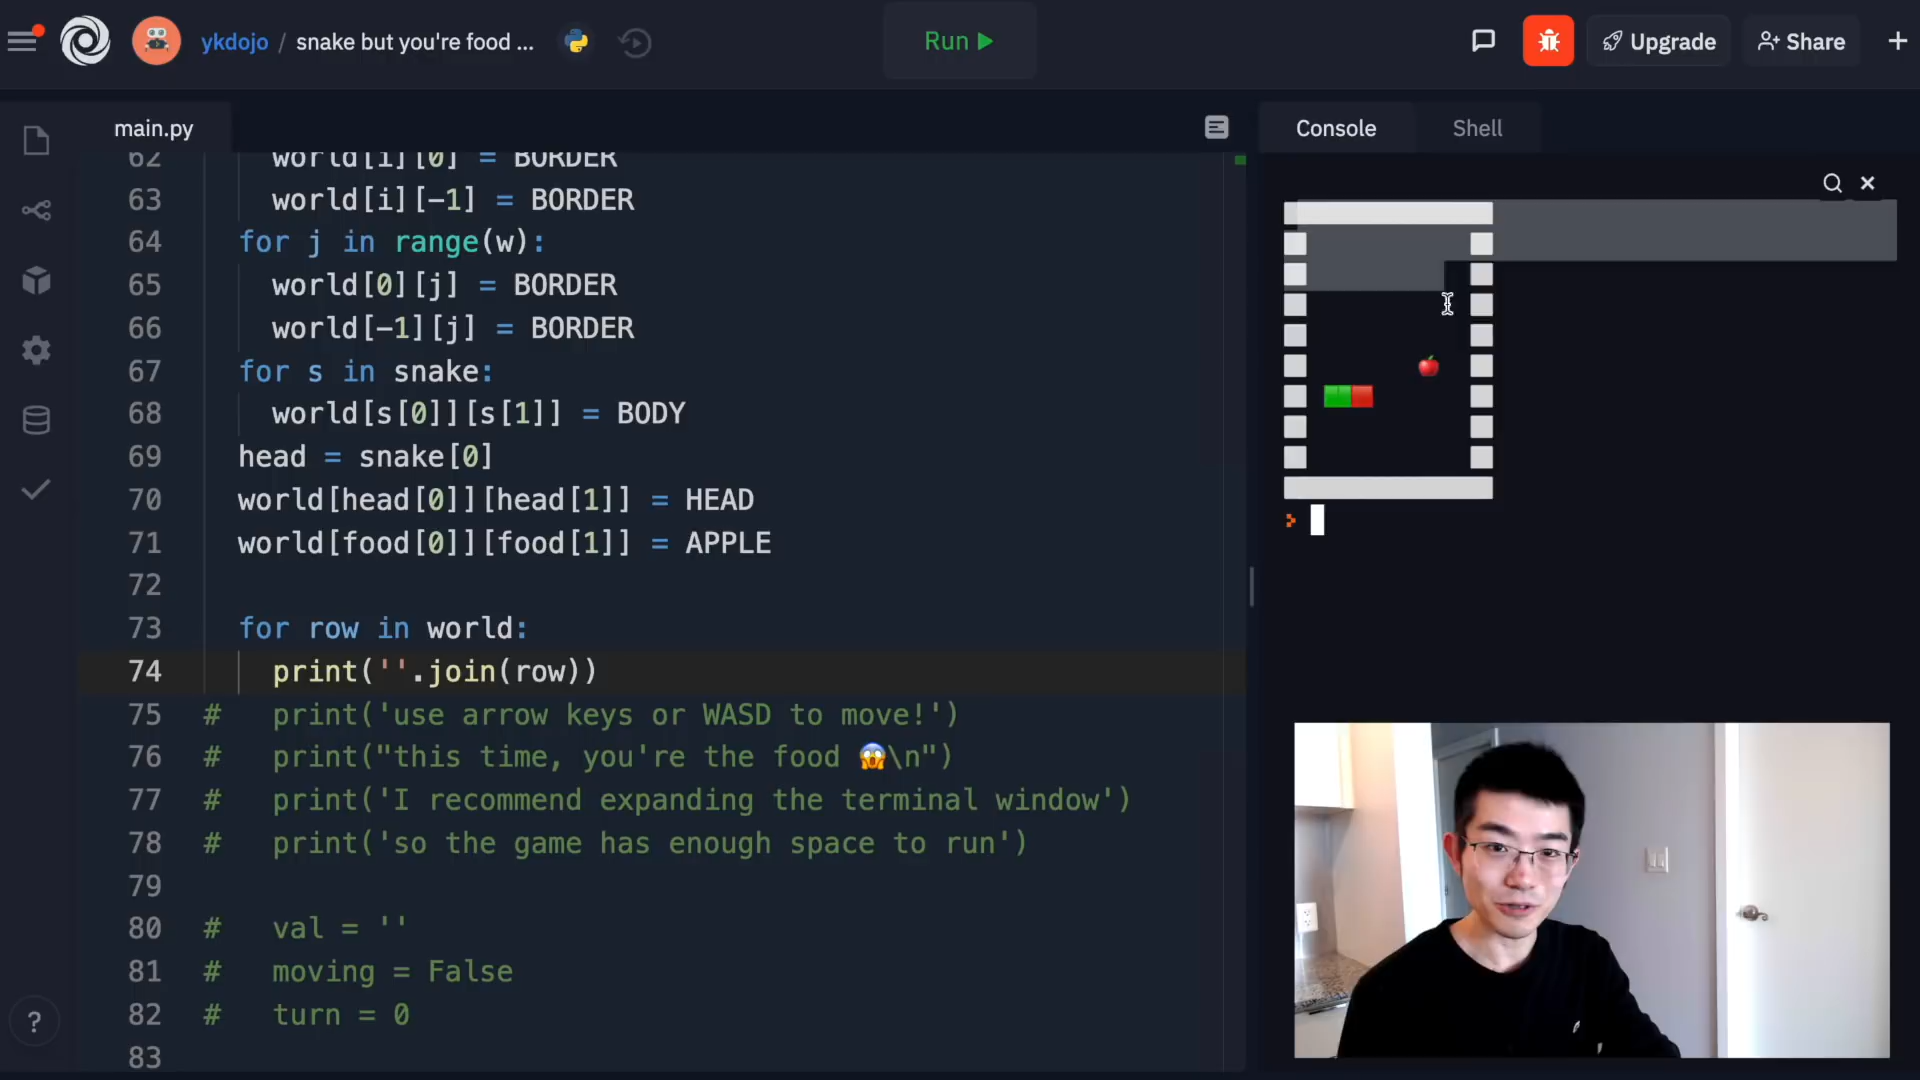 ykdojo / snake but you're food ...
Run
Upgrade
Share
main.py
Console
Shell
62 world[i][0] = BORDER
63 world[i][-1] = BORDER
64 for j in range(w):
65 world[0][j] = BORDER
66 world[-1][j] = BORDER
67 for s in snake:
68 world[s[0]][s[1]] = BODY
69 head = snake[0]
70 world[head[0]][head[1]] = HEAD
71 world[food[0]][food[1]] = APPLE
72
73 for row in world:
74 print(''.join(row))
75 # print('use arrow keys or WASD to move!')
76 # print("this time, you're the food 😱\n")
77 # print('I recommend expanding the terminal window')
78 # print('so the game has enough space to run')
79
80 # val = ''
81 # moving = False
82 # turn = 0
83
?